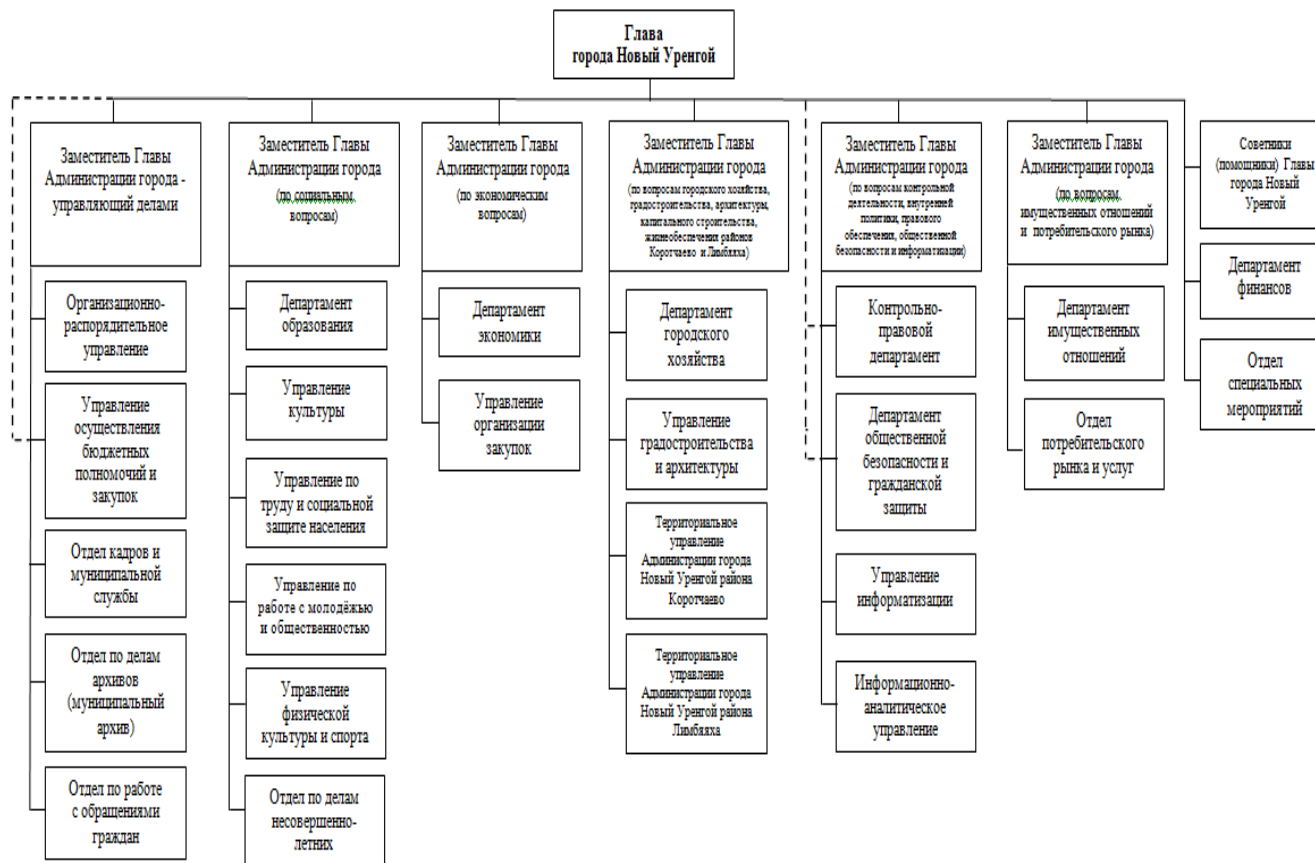 Глава
города Новый Уренгой
Заместитель Главы
Администрации города -
управляющий делами
Организационно-
распорядительное
управление
Управление
осуществления
бюджетных
полномочий и
закупок
Отдел кадров и
муниципальной
службы
Отдел по делам
архивов
(муниципальный
архив)
Отдел по работе
с обращениями
граждан
Заместитель Главы
Администрации города
(по социальным
вопросам)
Департамент
образования
Управление
культуры
Управление по
труду и социальной
защите населения
Управление по
работе с молодёжью
и общественностью
Управление
физической
культуры и спорта
Отдел по делам
несовершенно-
летних
Заместитель Главы
Администрации города
(по экономическим
вопросам)
Департамент
экономики
Управление
организации
закупок
Заместитель Главы
Администрации города
(по вопросам городского хозяйства,
градостроительства, архитектуры,
капитального строительства,
жизнеобеспечения районов
Коротчаево и Лимбяяха)
Департамент
городского
хозяйства
Управление
градостроительства
и архитектуры
Территориальное
управление
Администрации города
Новый Уренгой района
Коротчаево
Территориальное
управление
Администрации города
Новый Уренгой района
Лимбяяха
Заместитель Главы
Администрации города
(по вопросам контрольной
деятельности, внутренней
политики, правового
обеспечения, общественной
безопасности и информатизации)
Контрольно-
правовой
департамент
Департамент
общественной
безопасности и
гражданской
защиты
Управление
информатизации
Информационно-
аналитическое
управление
Заместитель Главы
Администрации города
(по вопросам
имущественных отношений
и потребительского рынка)
Департамент
имущественных
отношений
Отдел
потребительского
рынка и услуг
Советники
(помощники) Главы
города Новый
Уренгой
Департамент
финансов
Отдел
специальных
мероприятий